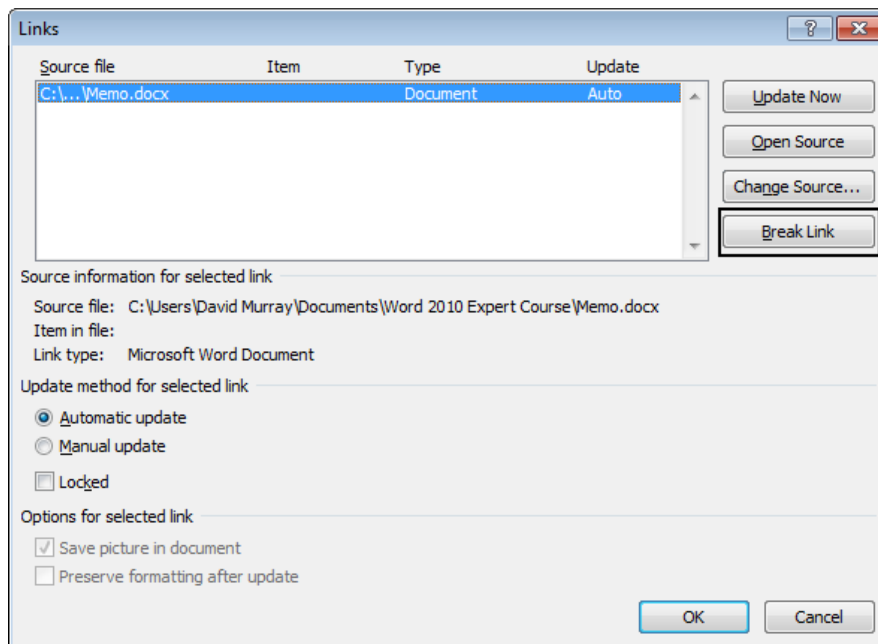 Links
Source file Item Type Update
C:\...\Memo.docx Document Auto
Update Now
Open Source
Change Source...
Break Link
Source information for selected link
Source file: C:\Users\David Murray\Documents\Word 2010 Expert Course\Memo.docx
Item in file:
Link type: Microsoft Word Document
Update method for selected link
Automatic update
Manual update
Locked
Options for selected link
Save picture in document
Preserve formatting after update
OK Cancel